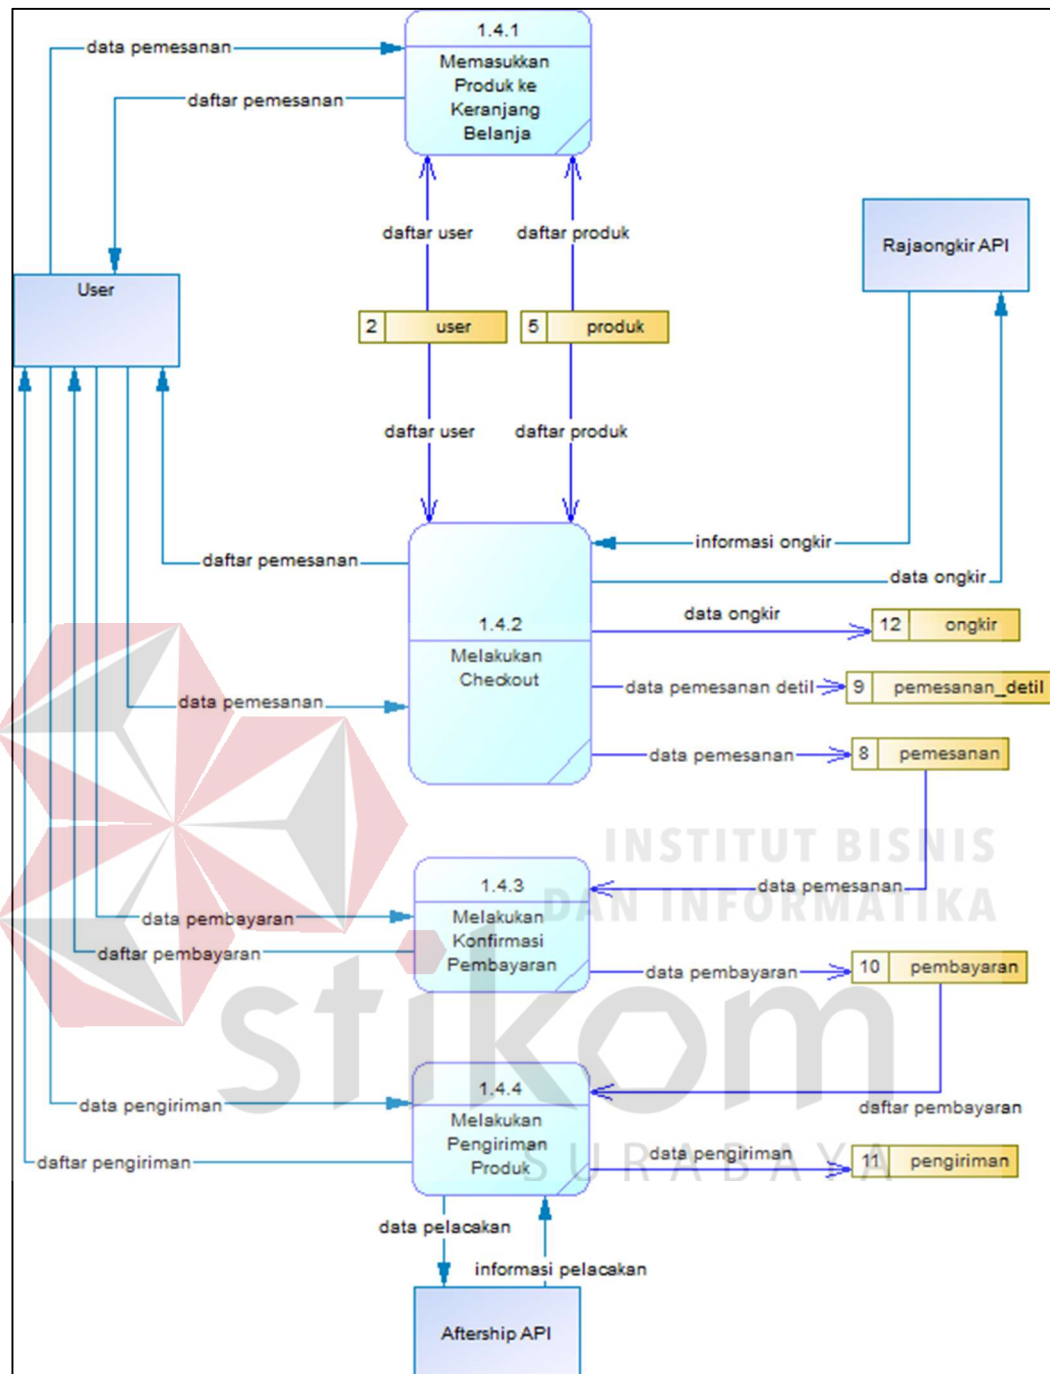 1.4.1
data pemesanan
Memasukkan
Produk ke
Keranjang
Belanja
daftar pemesanan
daftar user
daftar produk
Rajaongkir API
User
2 user
5 produk
daftar user
daftar produk
informasi ongkir
daftar pemesanan
data ongkir
data ongkir
12 ongkir
1.4.2
Melakukan
Checkout
data pemesanan detil
9 pemesanan_detil
data pemesanan
data pemesanan
8 pemesanan
INSTITUT BISNIS
DAN INFORMATIKA
1.4.3
data pemesanan
Melakukan
Konfirmasi
Pembayaran
data pembayaran
daftar pembayaran
data pembayaran
10 pembayaran
stikom
1.4.4
data pengiriman
daftar pembayaran
Melakukan
Pengiriman
Produk
daftar pengiriman
data pengiriman
11 pengiriman
SURABAYA
data pelacakan
informasi pelacakan
Aftership API